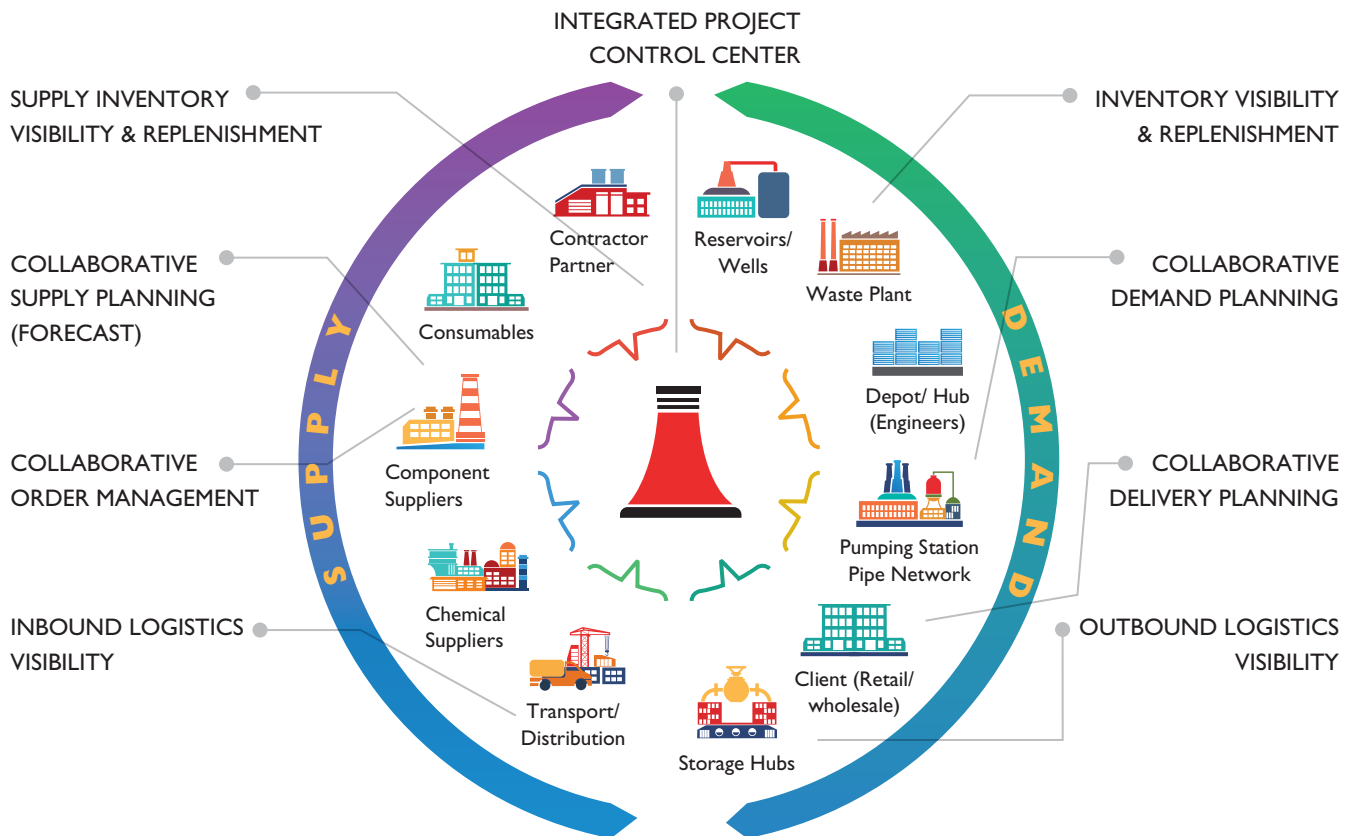 INTEGRATED PROJECT
CONTROL CENTER
SUPPLY INVENTORY
VISIBILITY & REPLENISHMENT
INVENTORY VISIBILITY
& REPLENISHMENT
COLLABORATIVE
SUPPLY PLANNING
(FORECAST)
COLLABORATIVE
DEMAND PLANNING
COLLABORATIVE
ORDER MANAGEMENT
COLLABORATIVE
DELIVERY PLANNING
INBOUND LOGISTICS
VISIBILITY
OUTBOUND LOGISTICS
VISIBILITY
SUPPLY
DEMAND
Contractor
Partner
Reservoirs/
Wells
Consumables
Waste Plant
Depot/ Hub
(Engineers)
Component
Suppliers
Pumping Station
Pipe Network
Chemical
Suppliers
Client (Retail/
wholesale)
Transport/
Distribution
Storage Hubs